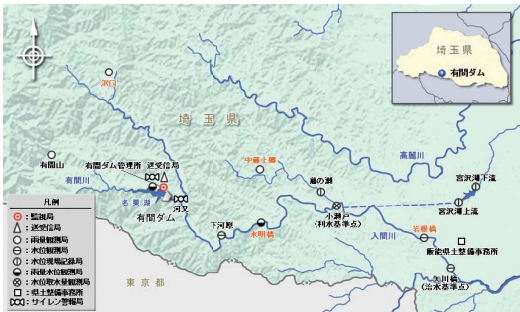 埼玉県
有間ダム
沢口
埼玉県
高麗川
有間山
有間ダム管理所
送受信局
中藤上郷
有間川
名栗湖
有間ダム
河又
藤の瀬
宮沢湖下流
宮沢湖上流
小瀬戸
(利水基準点)
下河原
水明橋
入間川
岩根橋
飯能県土整備事務所
矢川橋
(治水基準点)
東京都
凡例
:監視局
:送受信局
:雨量観測局
:水位観測局
:水位現場記録局
:雨量水位観測局
:水位取水量観測局
:県土整備事務所
:サイレン警報局